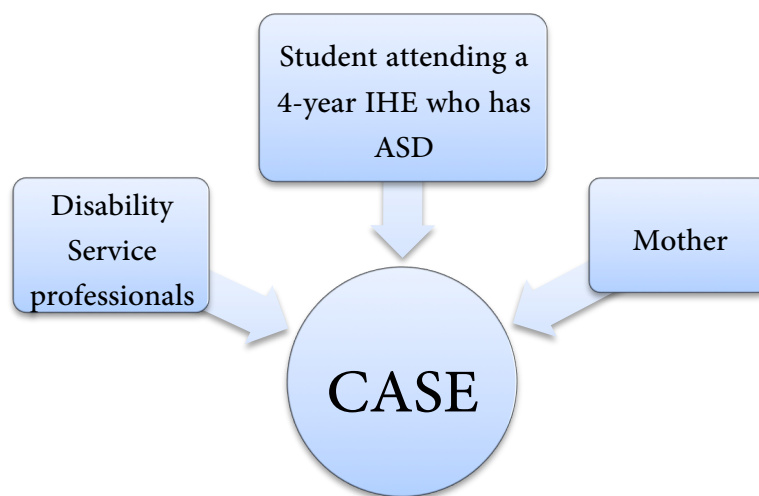 Student attending a
4-year IHE who has
ASD
Disability
Service
professionals
Mother
CASE